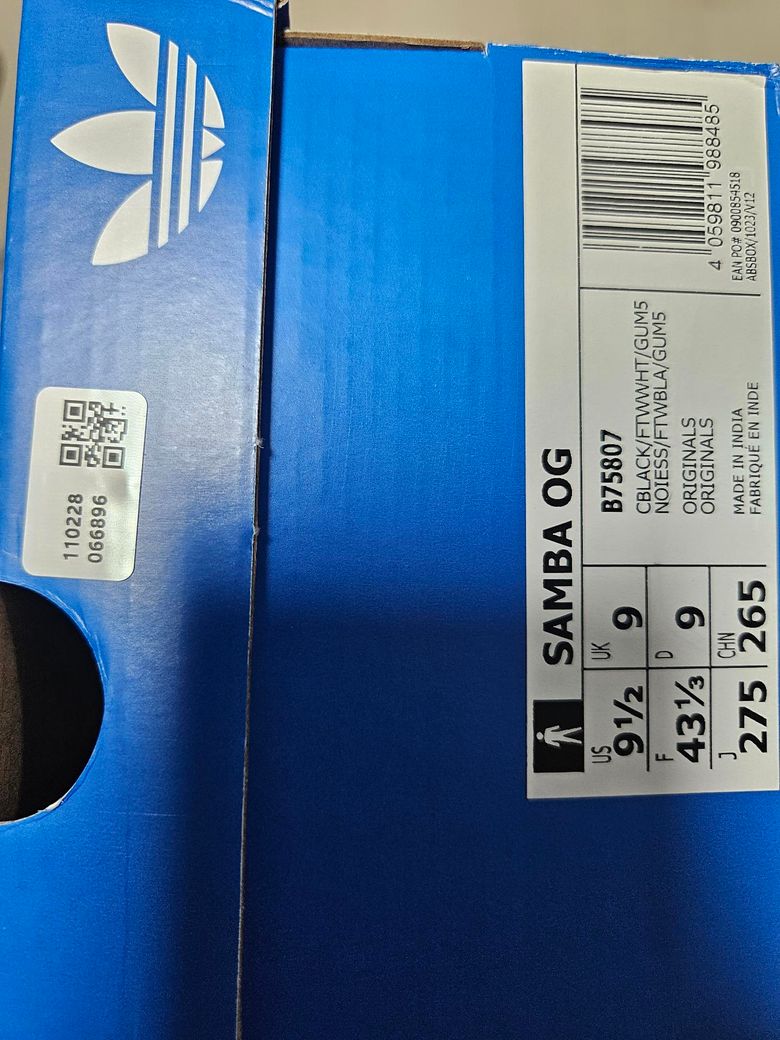 110228
066896
SAMBA OG
US
9½
UK
9
F
43⅓
D
9
J
275
CHN
265
B75807
CBLACK/FTWWHT/GUM5
NOIESS/FTWBLA/GUM5
ORIGINALS
ORIGINALS
MADE IN INDIA
FABRIQUÉ EN INDE
4 059811 988485
EAN PO# 0900854518
ABSBOX/1023/V12